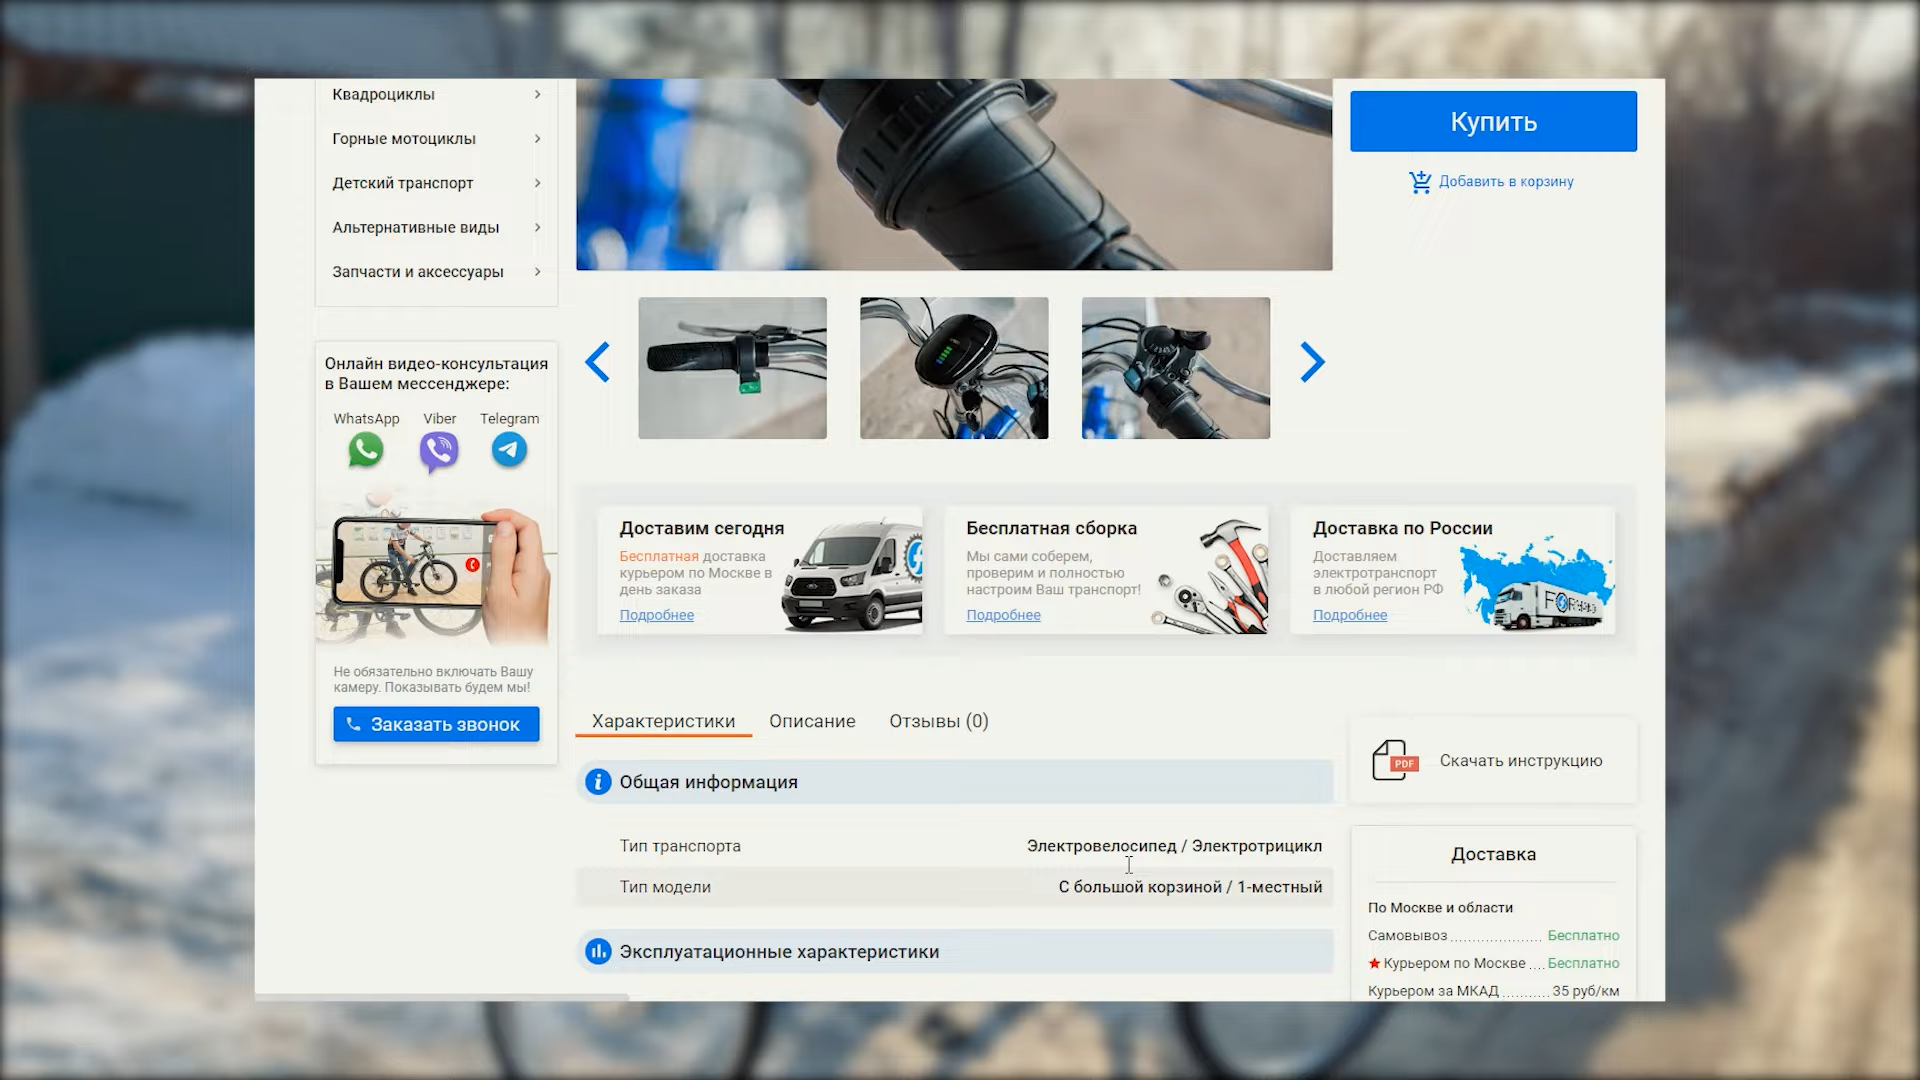 Квадроциклы
Горные мотоциклы
Детский транспорт
Альтернативные виды
Запчасти и аксессуары
Онлайн видео-консультация
в Вашем мессенджере:
WhatsApp Viber Telegram
Не обязательно включать Вашу
камеру. Показывать будем мы!
Заказать звонок
Купить
Добавить в корзину
Доставим сегодня
Бесплатная доставка
курьером по Москве в
день заказа
Подробнее
Бесплатная сборка
Мы сами соберем,
проверим и полностью
настроим Ваш транспорт!
Подробнее
Доставка по России
Доставляем
электротранспорт
в любой регион РФ
Подробнее
Характеристики Описание Отзывы (0)
Общая информация
Тип транспорта Электровелосипед / Электротрицикл
Тип модели С большой корзиной / 1-местный
Эксплуатационные характеристики
PDF Скачать инструкцию
Доставка
По Москве и области
Самовывоз ........................ Бесплатно
Курьером по Москве .... Бесплатно
Курьером за МКАД ........... 35 руб/км